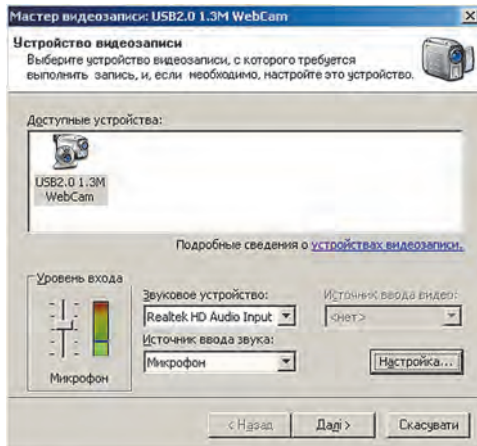 Мастер видеозаписи: USB2.0 1.3M WebCam
Устройство видеозаписи
Выберите устройство видеозаписи, с которого требуется
выполнить запись, и, если необходимо, настройте это устройство.
Доступные устройства:
USB2.0 1.3M
WebCam
Подробные сведения о устройствах видеозаписи.
Уровень входа
Звуковое устройство:
Источник ввода видео:
Realtek HD Audio Input
<нет>
Источник ввода звука:
Микрофон
Настройка...
Микрофон
< Назад
Далі >
Скасувати